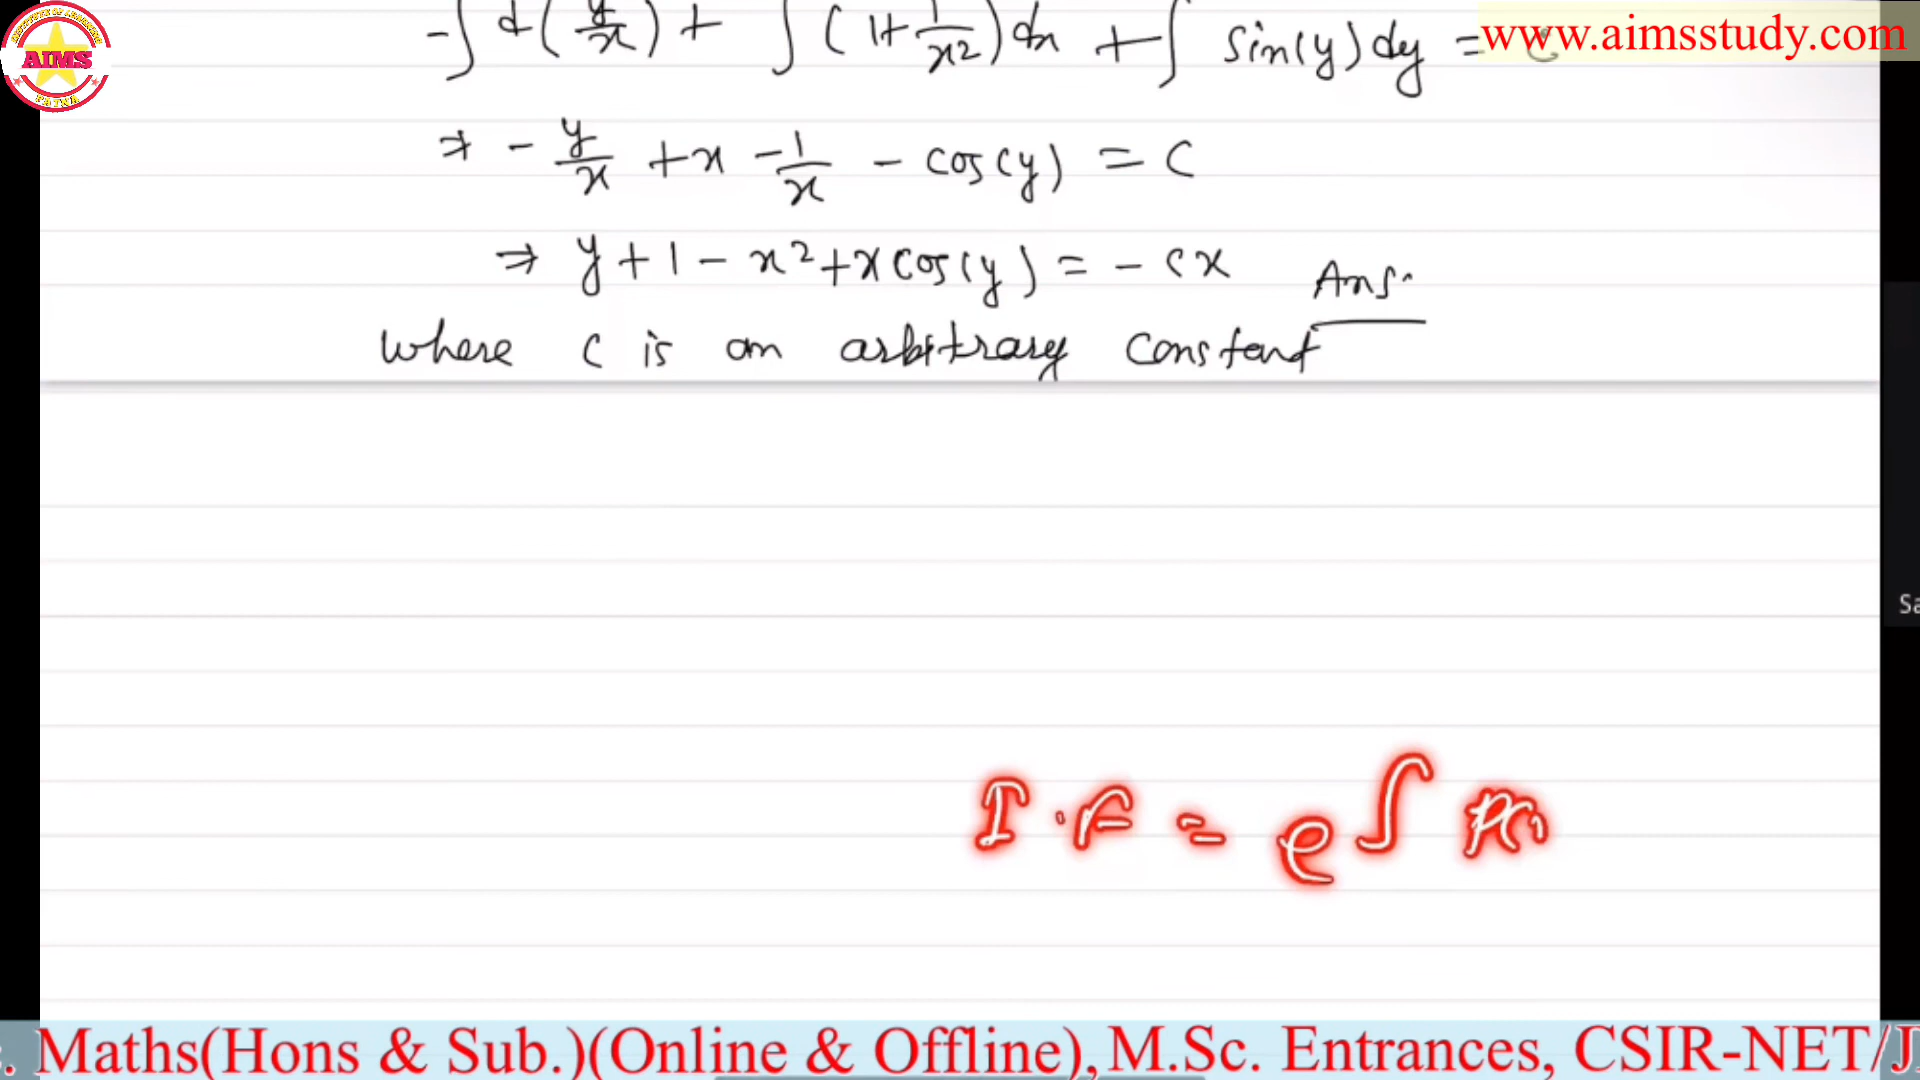 www.aimsstudy.com
AIMS
PATNA
-∫ d(y/x) + ∫ (1+1/x²)dx + ∫ sin(y)dy = C
⇒ - y/x + x - 1/x - cos(y) = C
⇒ y + 1 - x² + x cos(y) = - cx Ans.
where C is an arbitrary constant
I.F = e∫
Sa
. Maths(Hons & Sub.)(Online & Offline), M.Sc. Entrances, CSIR-NET/J